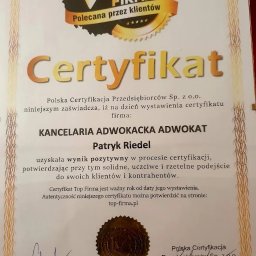 FIRMA
Polecana przez klientów
Certyfikat
Polska Certyfikacja Przedsiębiorców Sp. z o.o.
niniejszym zaświadcza, iż na dzień wystawienia certyfikatu
firma:
KANCELARIA ADWOKACKA ADWOKAT
Patryk Riedel
uzyskała wynik pozytywny w procesie certyfikacji,
potwierdzając przy tym solidne, uczciwe i rzetelne podejście
do swoich klientów i kontrahentów.
Certyfikat Top Firma jest ważny rok od daty jego wystawienia.
Autentyczność niniejszego certyfikatu można potwierdzić na stronie:
top-firma.pl
Polska Certyfikacja